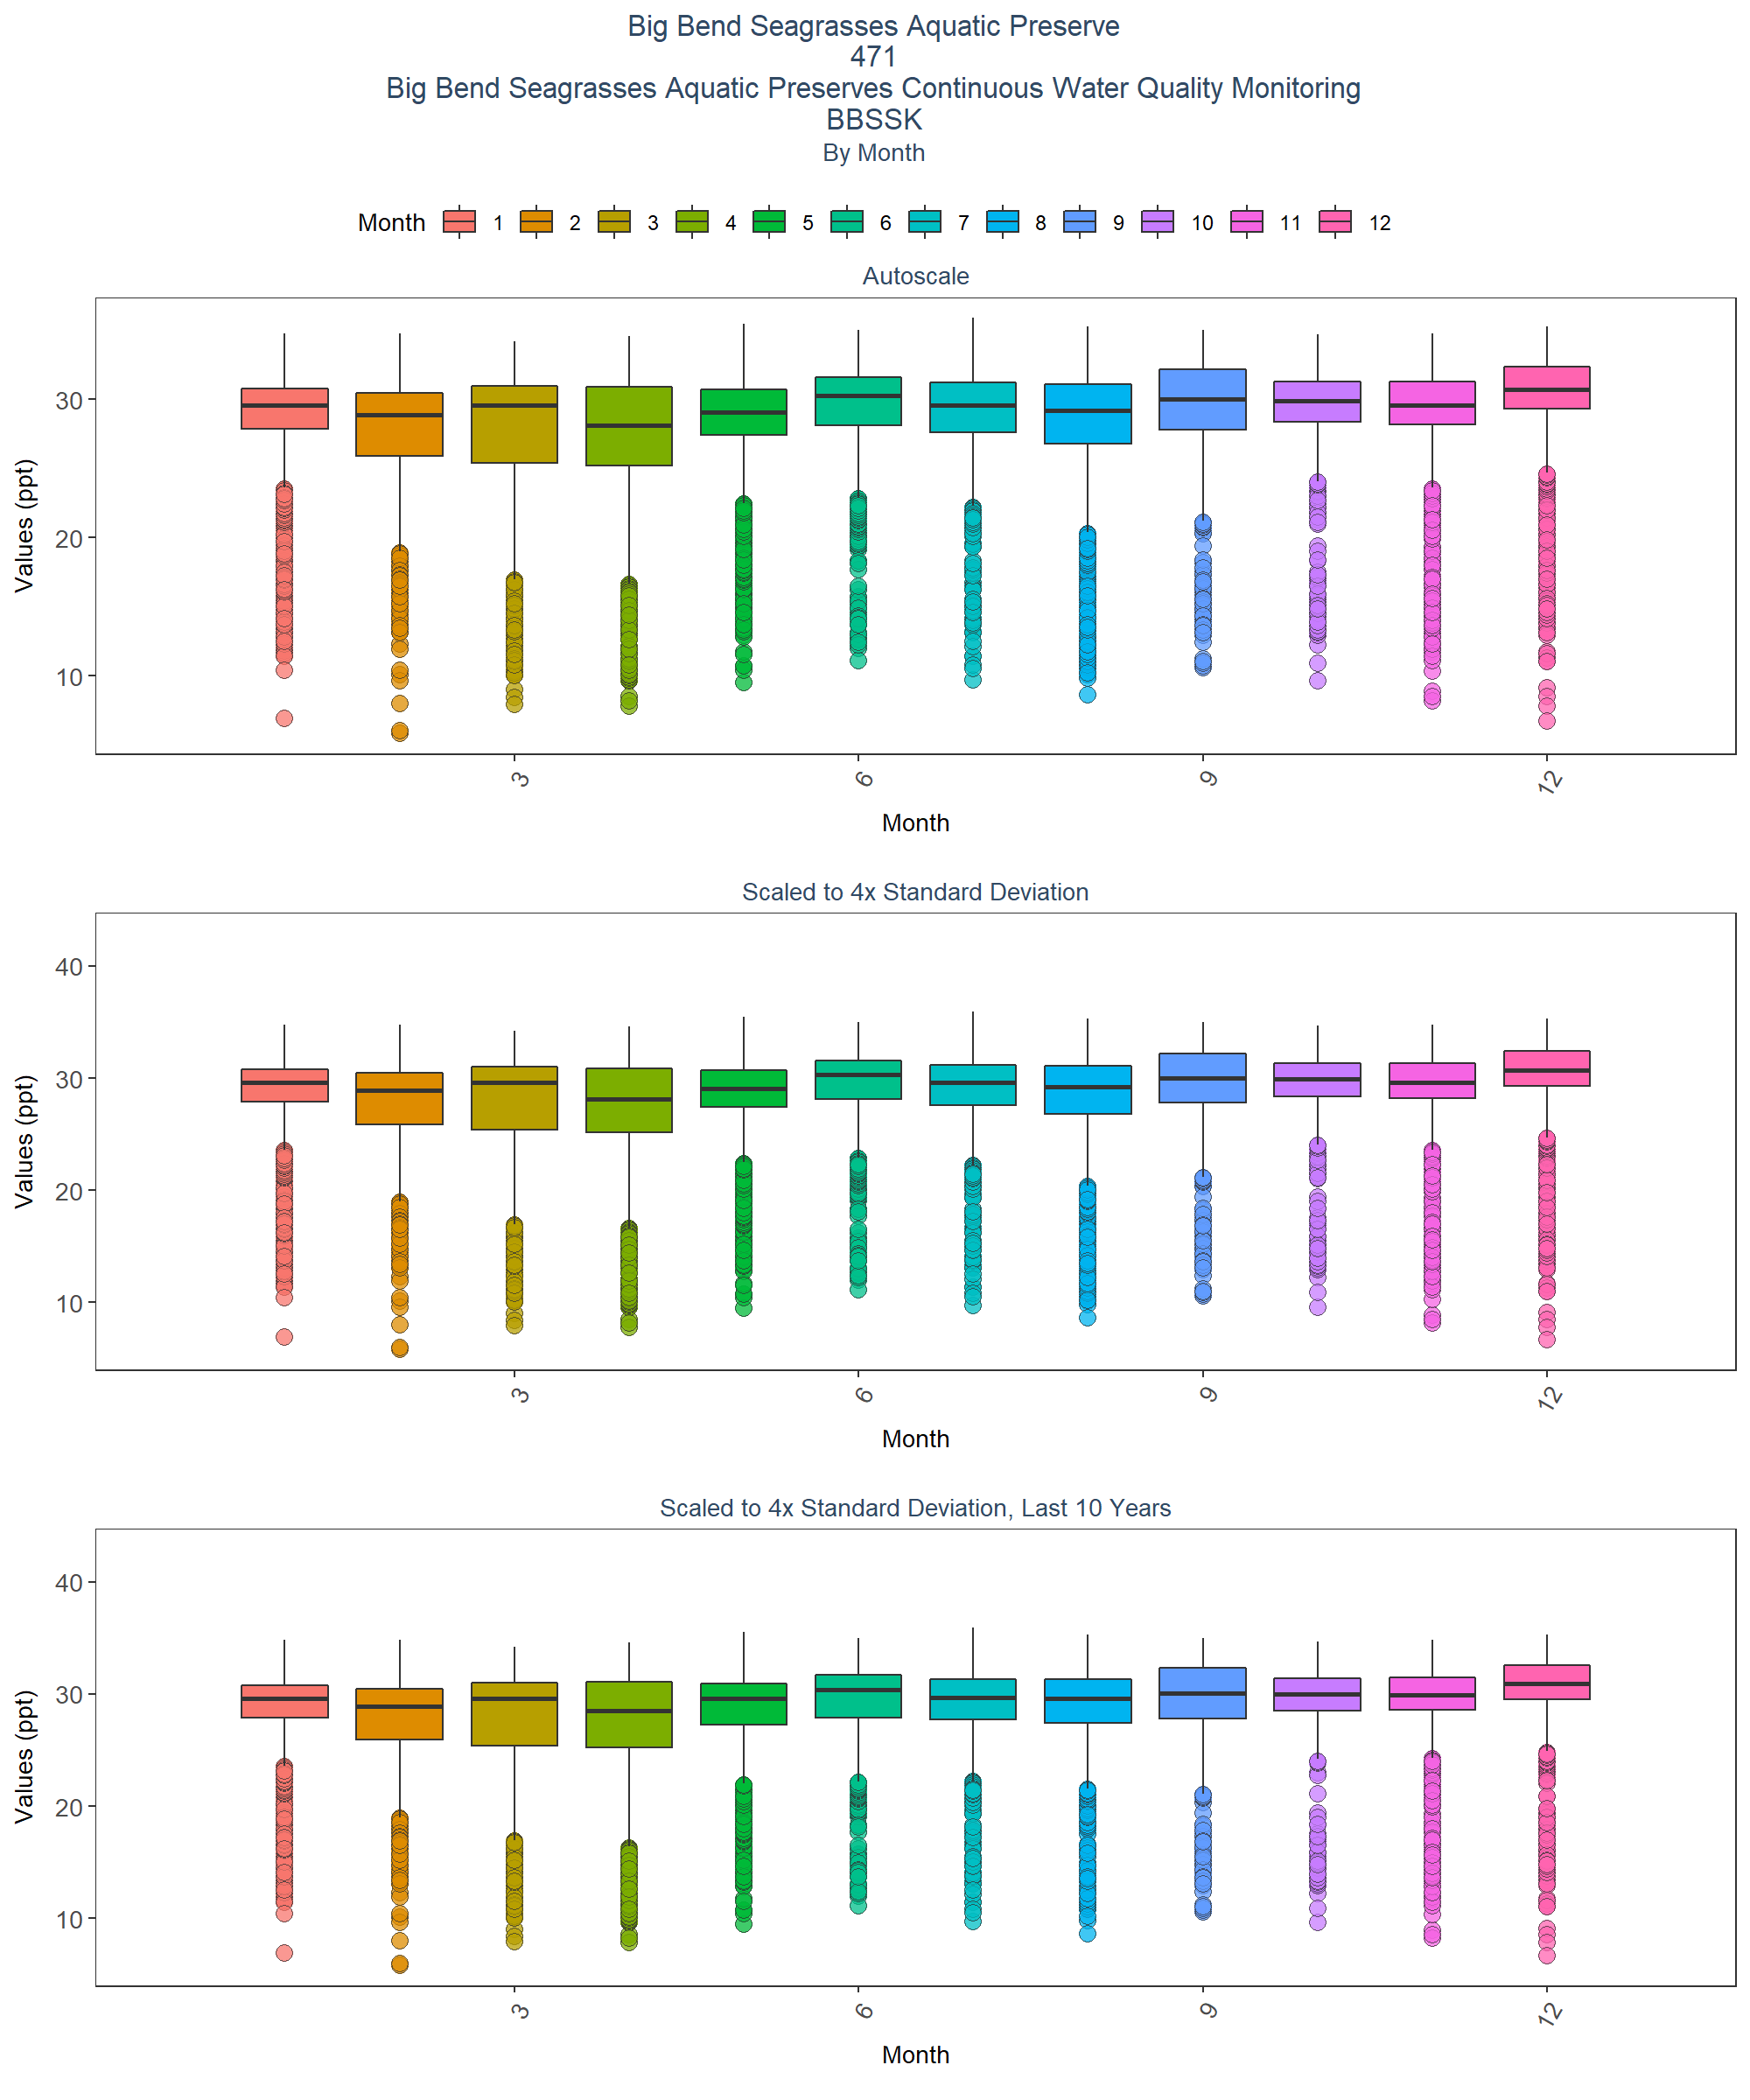 Big Bend Seagrasses Aquatic Preserve
471
Big Bend Seagrasses Aquatic Preserves Continuous Water Quality Monitoring
BBSSK
By Month
Month 1 2 3 4 5 6 7 8 9 10 11 12
Autoscale
Values (ppt)
30
20
10
3 6 9 12
Month
Scaled to 4x Standard Deviation
Values (ppt)
40
30
20
10
3 6 9 12
Month
Scaled to 4x Standard Deviation, Last 10 Years
Values (ppt)
40
30
20
10
3 6 9 12
Month